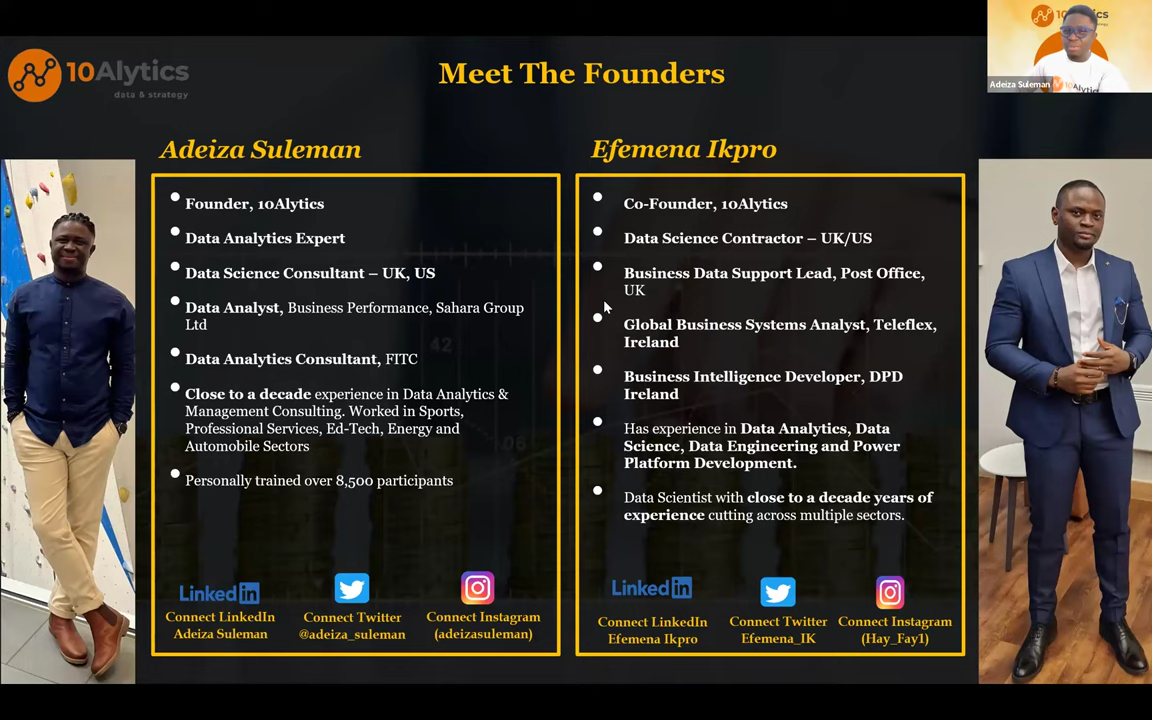 10Alytics
data & strategy
Meet The Founders
Adeiza Suleman
Adeiza Suleman
Founder, 10Alytics
Data Analytics Expert
Data Science Consultant – UK, US
Data Analyst, Business Performance, Sahara Group
Ltd
Data Analytics Consultant, FITC
Close to a decade experience in Data Analytics &
Management Consulting. Worked in Sports,
Professional Services, Ed-Tech, Energy and
Automobile Sectors
Personally trained over 8,500 participants
LinkedIn
Connect LinkedIn
Adeiza Suleman
Connect Twitter
@adeiza_suleman
Connect Instagram
(adeizasuleman)
Efemena Ikpro
Co-Founder, 10Alytics
Data Science Contractor – UK/US
Business Data Support Lead, Post Office,
UK
Global Business Systems Analyst, Teleflex,
Ireland
Business Intelligence Developer, DPD
Ireland
Has experience in Data Analytics, Data
Science, Data Engineering and Power
Platform Development.
Data Scientist with close to a decade years of
experience cutting across multiple sectors.
LinkedIn
Connect LinkedIn
Efemena Ikpro
Connect Twitter
Efemena_IK
Connect Instagram
(Hay_Fay1)
42
.06